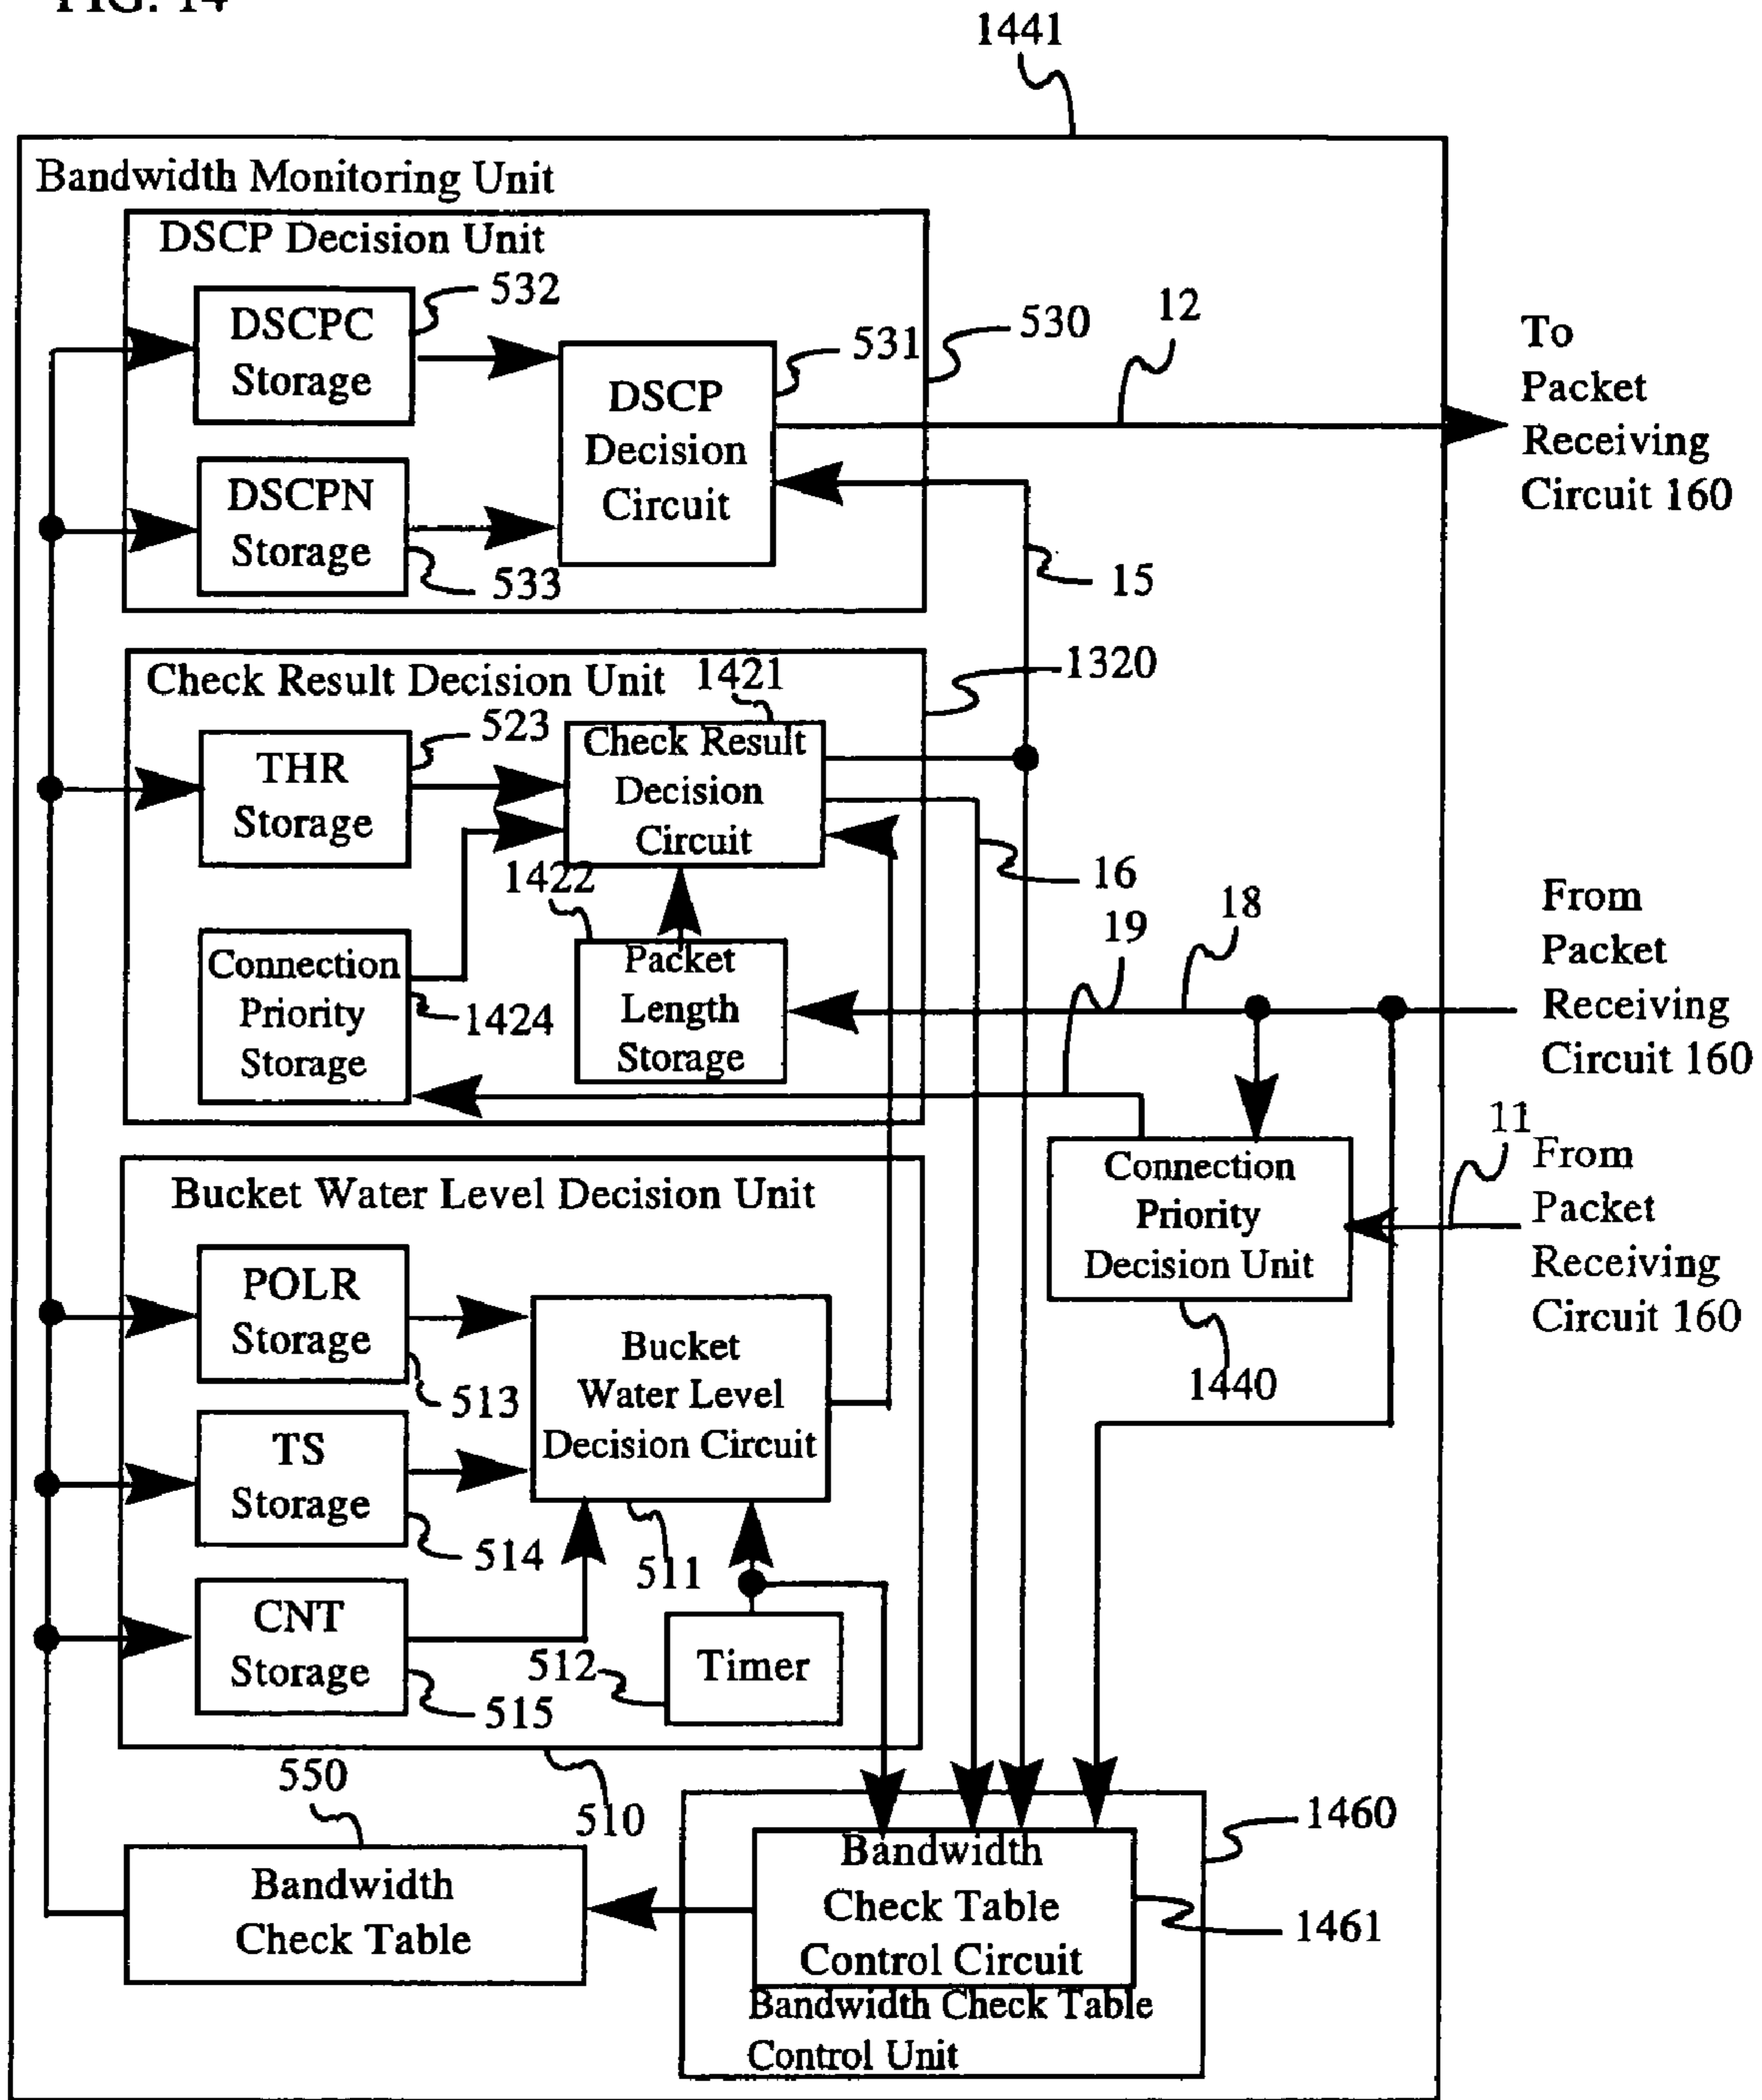 FIG. 14
1441
Bandwidth Monitoring Unit
DSCP Decision Unit
DSCPC
Storage
532
DSCPN
Storage
533
DSCP
Decision
Circuit
531
530
12
To
Packet
Receiving
Circuit 160
15
Check Result Decision Unit
1421
1320
THR
Storage
523
Check Result
Decision
Circuit
1422
16
Connection
Priority
Storage
1424
Packet
Length
Storage
19
18
From
Packet
Receiving
Circuit 160
11
From
Packet
Receiving
Circuit 160
Connection
Priority
Decision Unit
1440
Bucket Water Level Decision Unit
POLR
Storage
513
TS
Storage
514
CNT
Storage
515
Bucket
Water Level
Decision Circuit
511
512
Timer
510
550
Bandwidth
Check Table
Bandwidth
Check Table
Control Circuit
Bandwidth Check Table
Control Unit
1460
1461